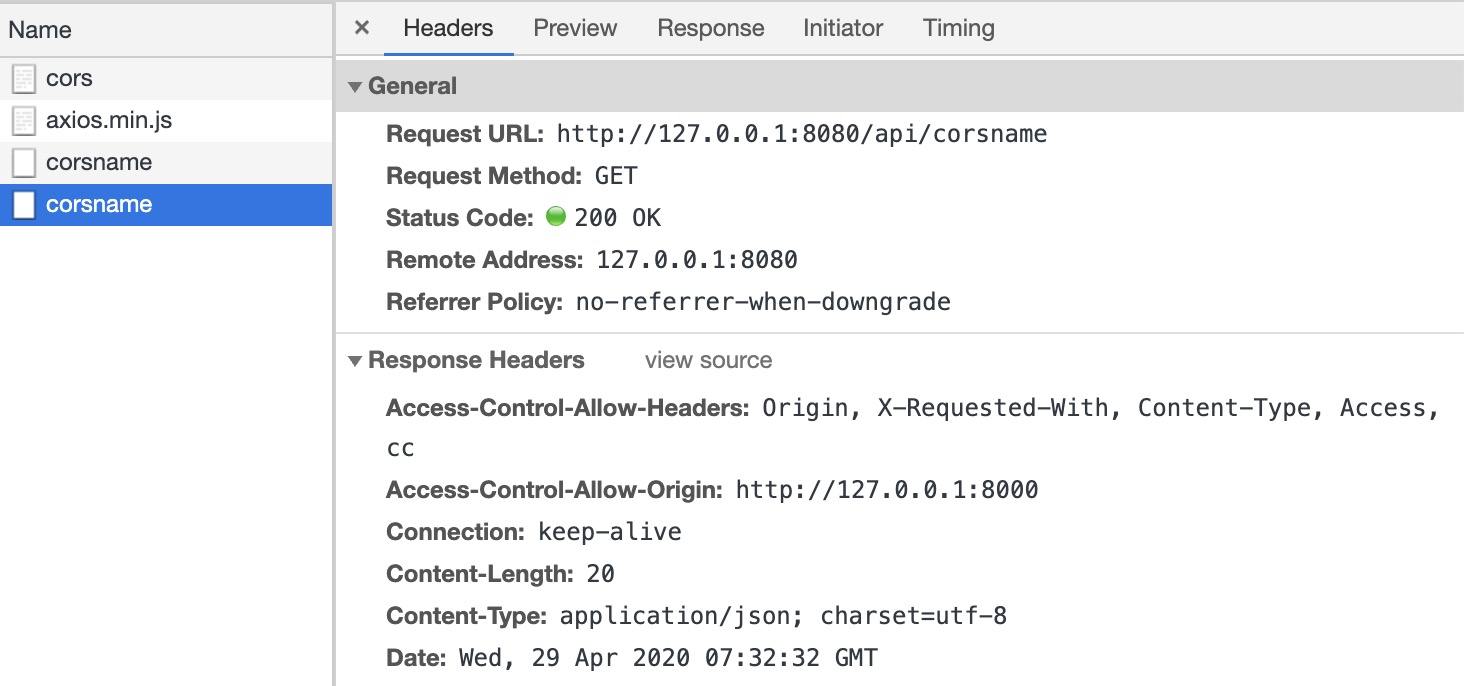 Name
cors
axios.min.js
corsname
corsname
× Headers Preview Response Initiator Timing
General
Request URL: http://127.0.0.1:8080/api/corsname
Request Method: GET
Status Code: 200 OK
Remote Address: 127.0.0.1:8080
Referrer Policy: no-referrer-when-downgrade
Response Headers view source
Access-Control-Allow-Headers: Origin, X-Requested-With, Content-Type, Access,
cc
Access-Control-Allow-Origin: http://127.0.0.1:8000
Connection: keep-alive
Content-Length: 20
Content-Type: application/json; charset=utf-8
Date: Wed, 29 Apr 2020 07:32:32 GMT